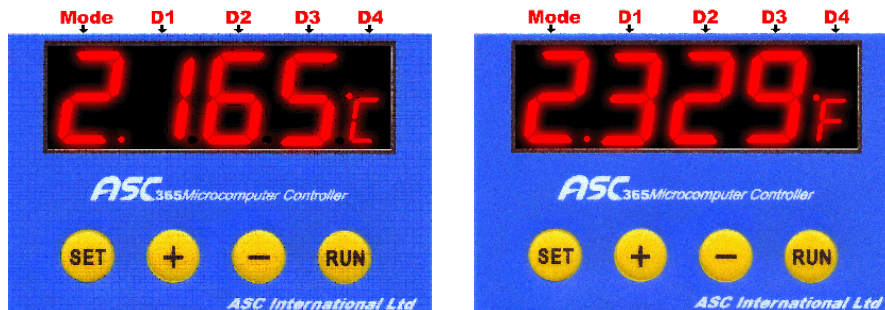 Mode D1 D2 D3 D4
2.165°C
ASC365Microcomputer Controller
SET + − RUN
ASC International Ltd
Mode D1 D2 D3 D4
2.329°F
ASC365Microcomputer Controller
SET + − RUN
ASC International Ltd